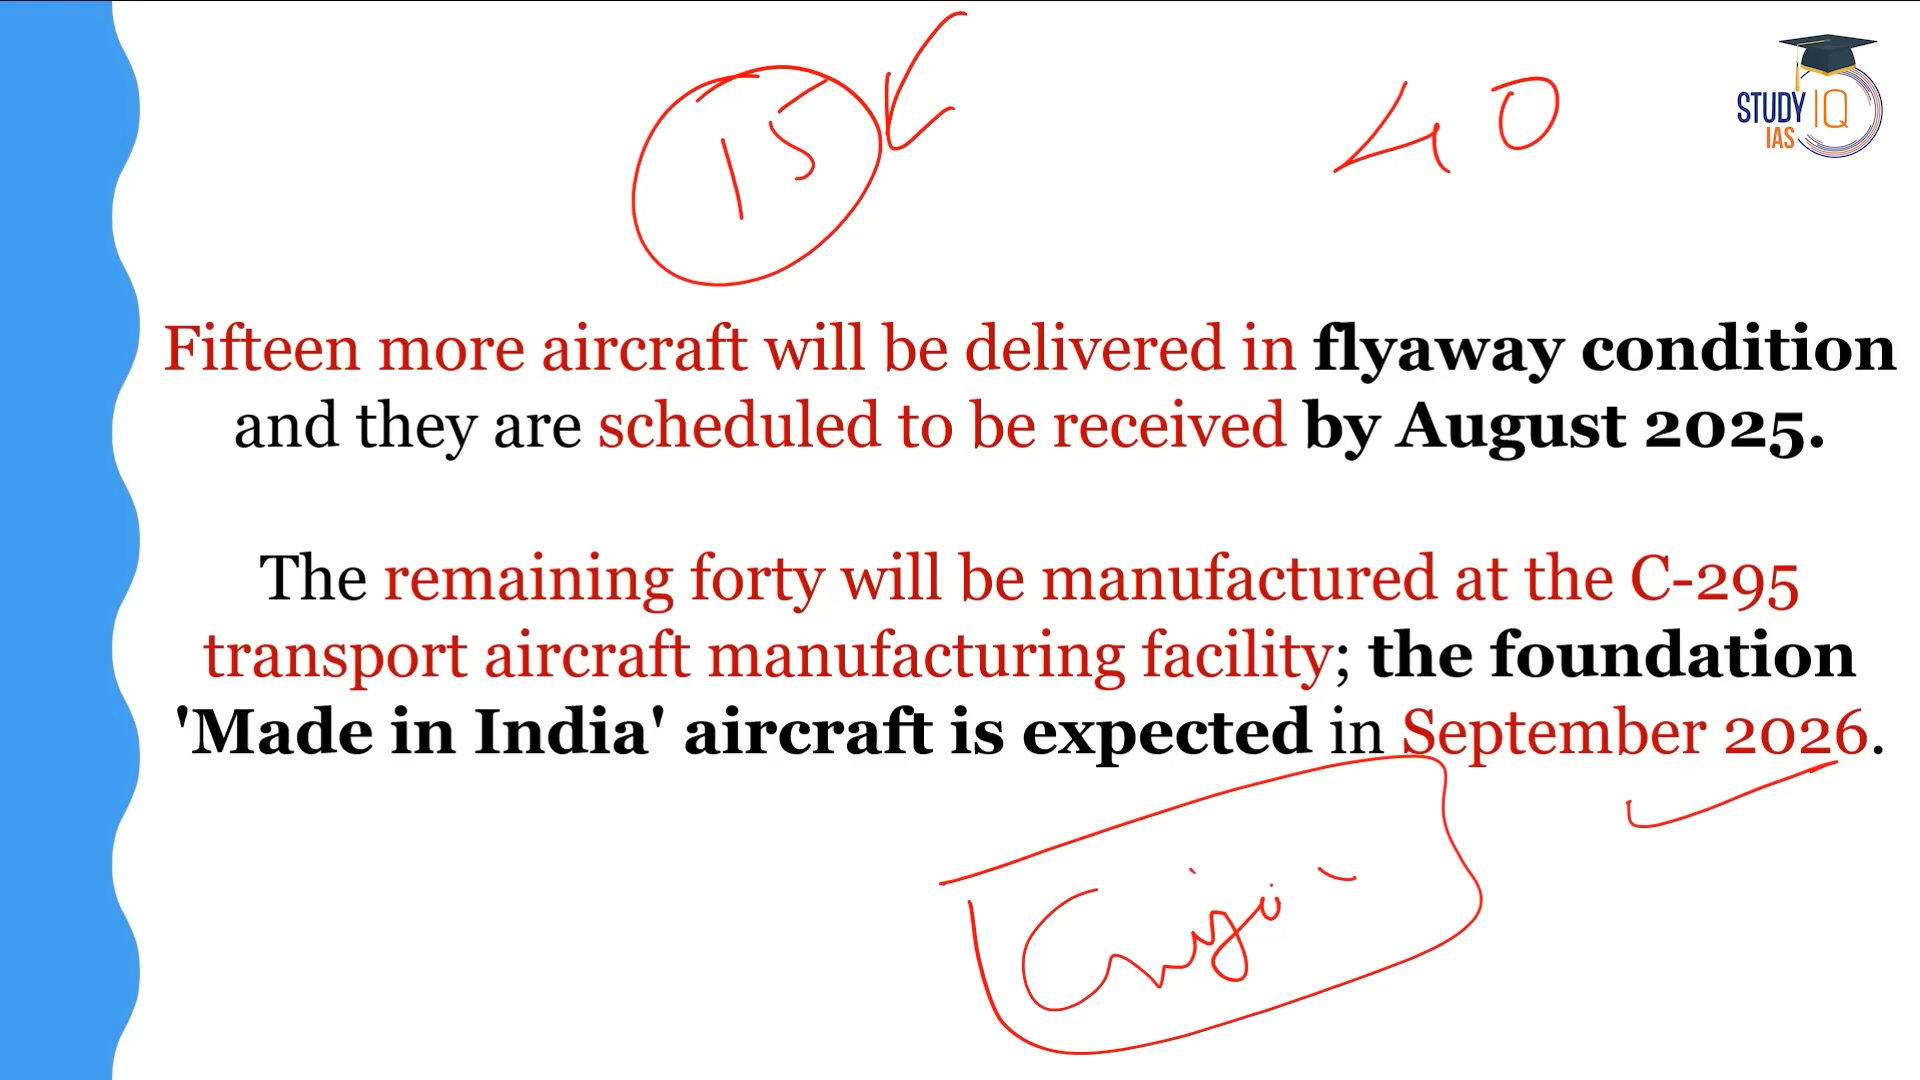 15
40
STUDY IQ
IAS
Fifteen more aircraft will be delivered in flyaway condition
and they are scheduled to be received by August 2025.
The remaining forty will be manufactured at the C-295
transport aircraft manufacturing facility; the foundation
'Made in India' aircraft is expected in September 2026.